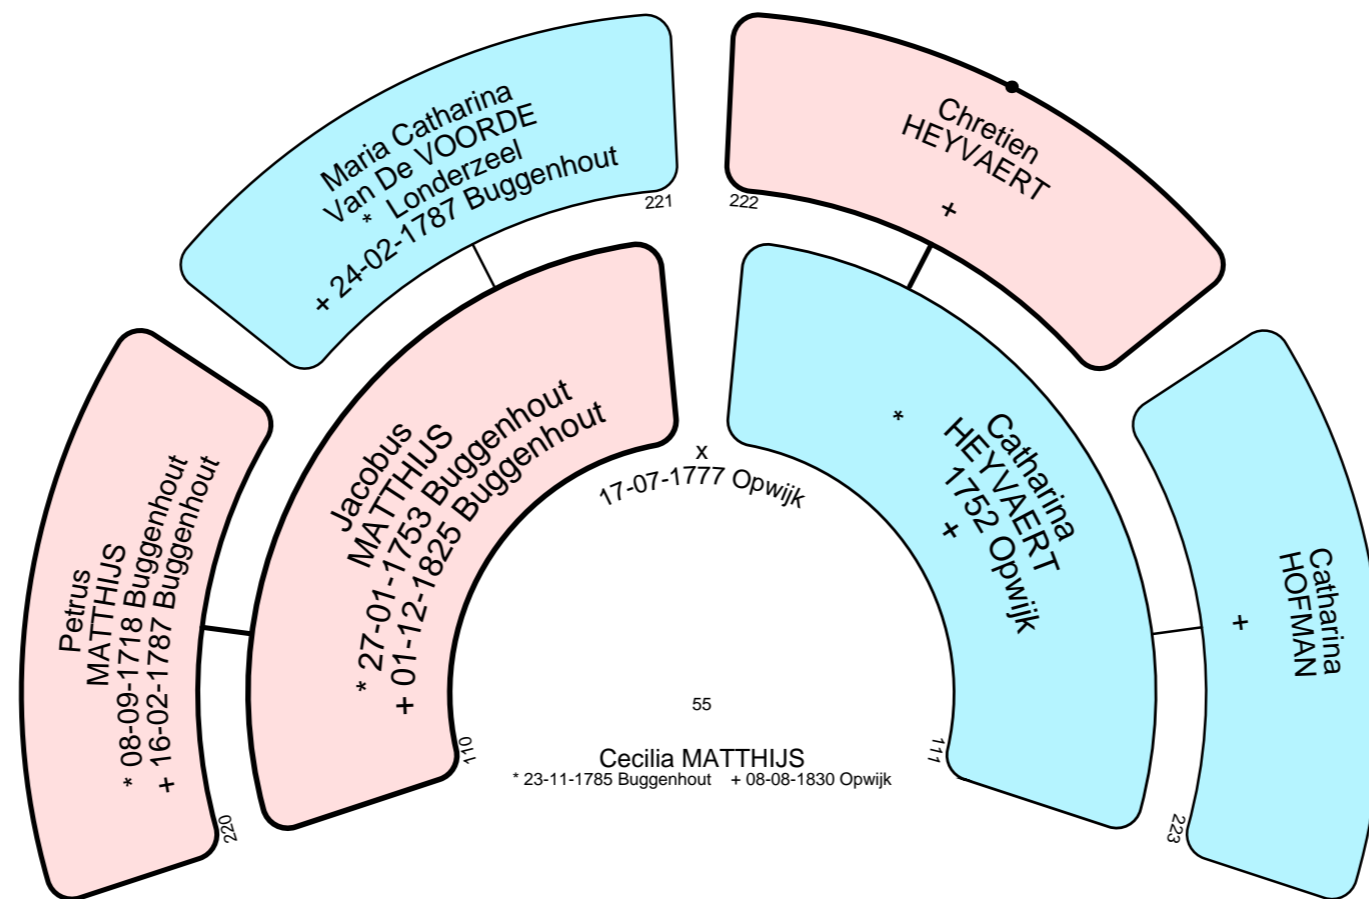 Maria Catharina
Van De VOORDE
* Londerzeel
+ 24-02-1787 Buggenhout
221
Chretien
HEYVAERT
+
222
Petrus
MATTHIJS
* 08-09-1718 Buggenhout
+ 16-02-1787 Buggenhout
220
Jacobus
MATTHIJS
* 27-01-1753 Buggenhout
+ 01-12-1825 Buggenhout
110
x
17-07-1777 Opwijk
Catharina
HEYVAERT
* 1752 Opwijk
+
111
Catharina
HOFMAN
+
223
55
Cecilia MATTHIJS
* 23-11-1785 Buggenhout + 08-08-1830 Opwijk